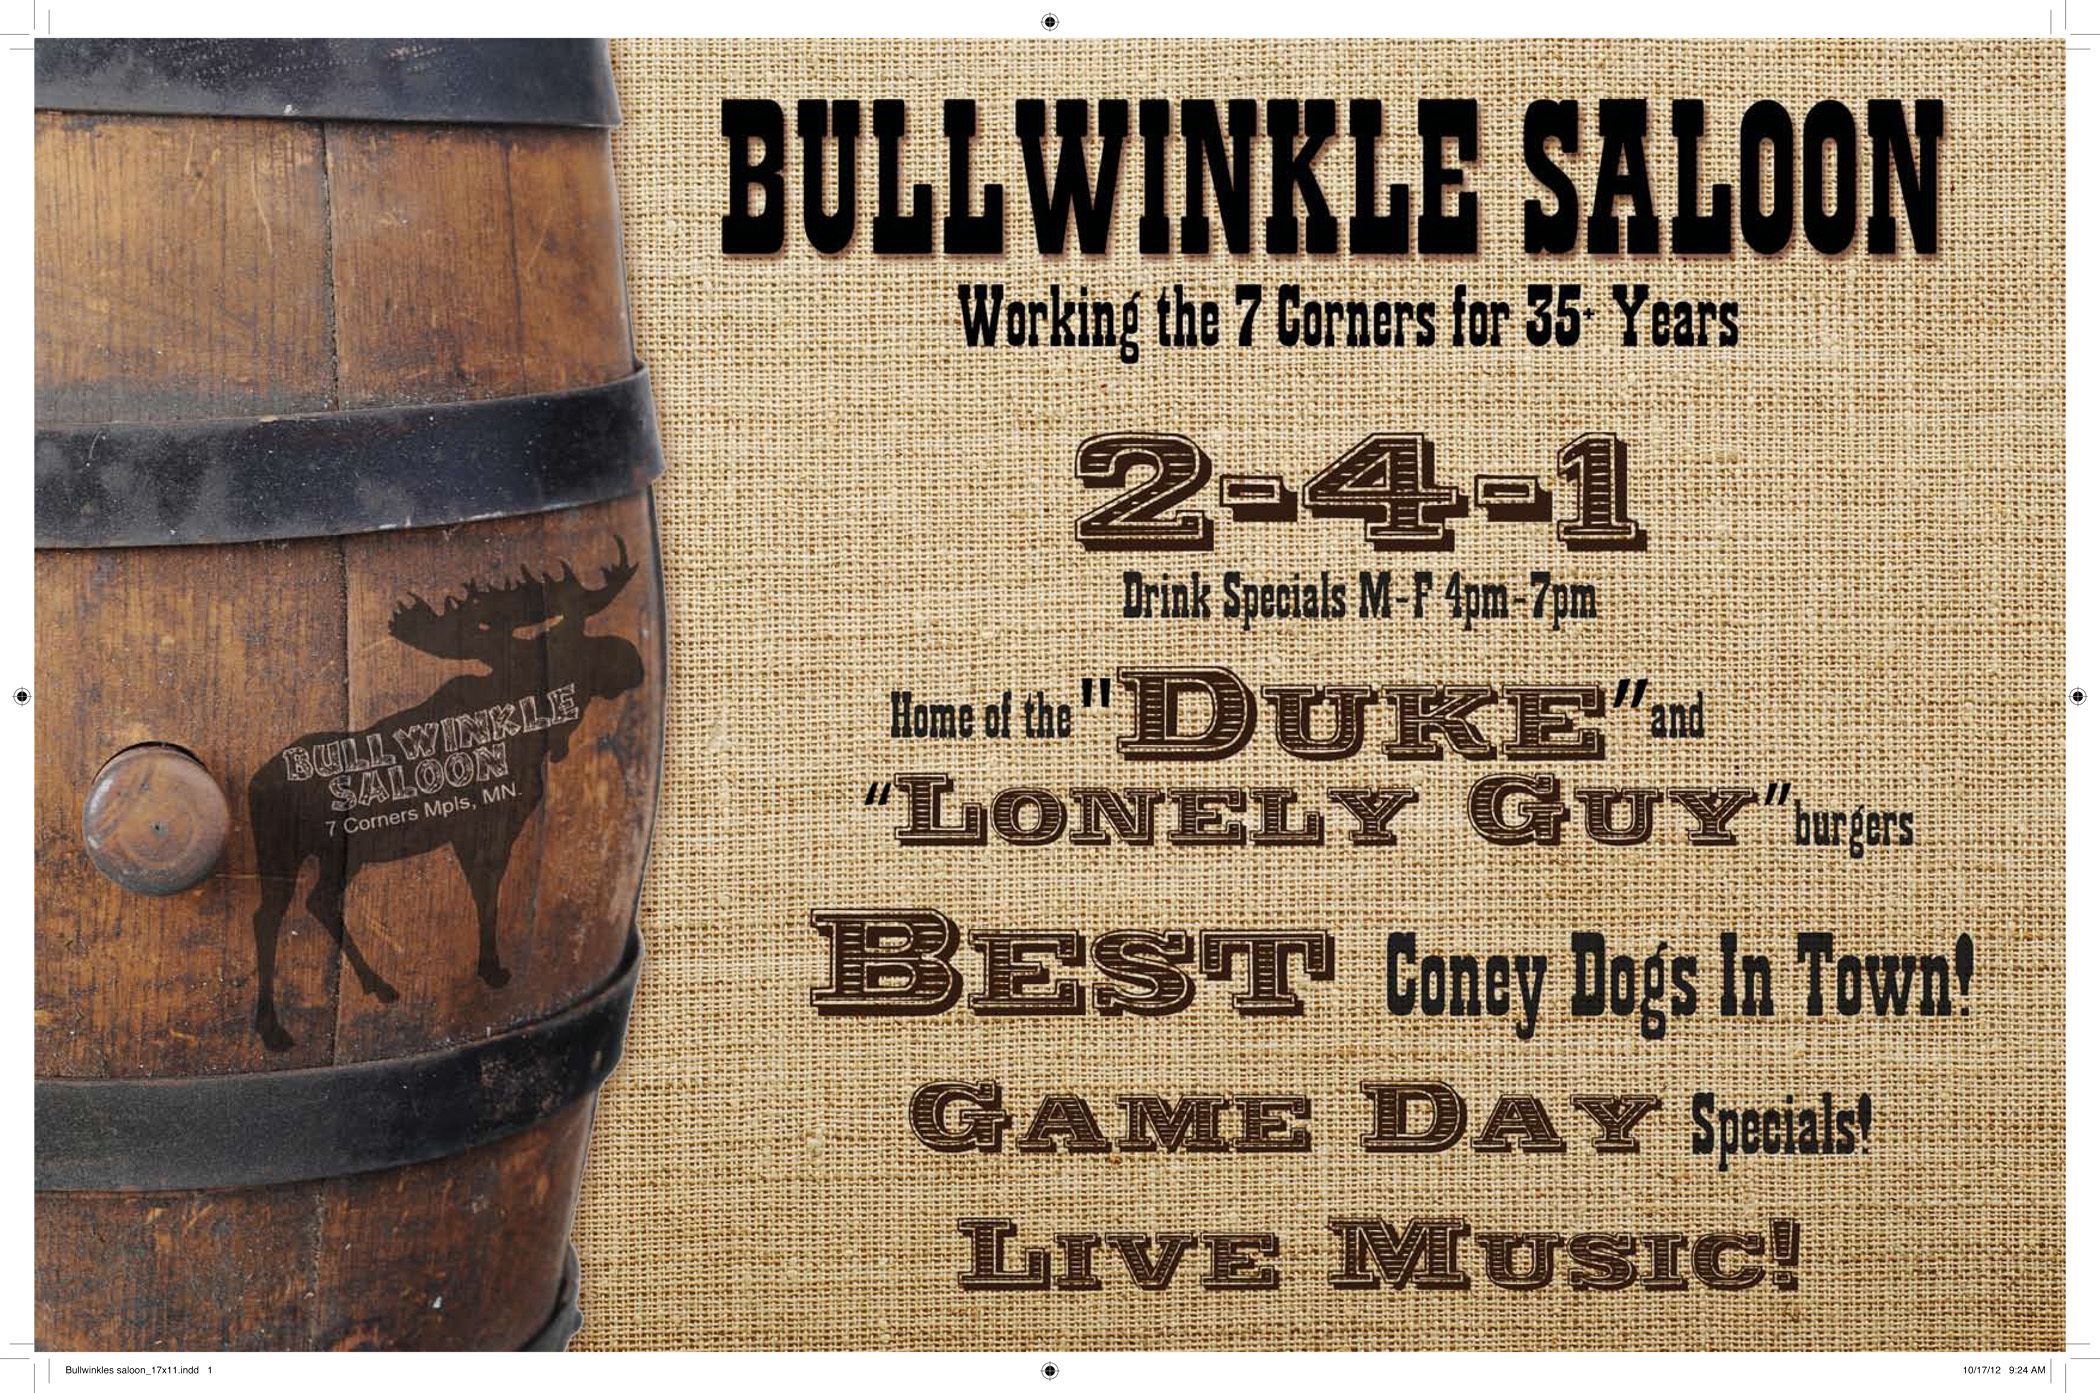 BULLWINKLE SALOON
Working the 7 Corners for 35+ Years
2-4-1
Drink Specials M-F 4pm-7pm
Home of the "DUKE" and
"LONELY GUY" burgers
BEST Coney Dogs In Town!
GAME DAY Specials!
LIVE MUSIC!
BULLWINKLE
SALOON
7 Corners Mpls, MN.
Bullwinkles saloon_17x11.indd 1
10/17/12 9:24 AM